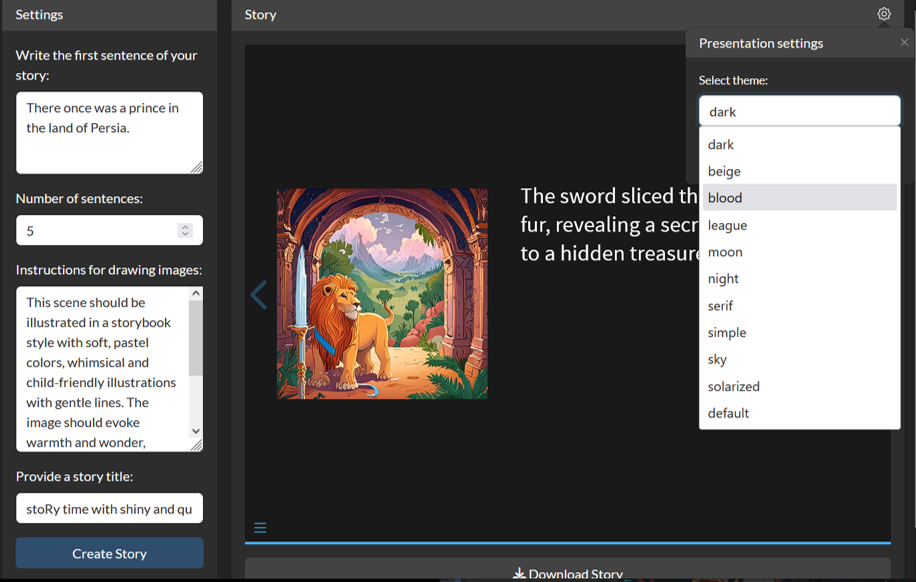 Settings
Write the first sentence of your
story:
There once was a prince in
the land of Persia.
Number of sentences:
5
Instructions for drawing images:
This scene should be
illustrated in a storybook
style with soft, pastel
colors, whimsical and
child-friendly illustrations
with gentle lines. The
image should evoke
warmth and wonder,
Provide a story title:
stoRy time with shiny and qu
Create Story
Story
The sword sliced th
fur, revealing a secr
to a hidden treasure
Download Story
Presentation settings
Select theme:
dark
dark
beige
blood
league
moon
night
serif
simple
sky
solarized
default